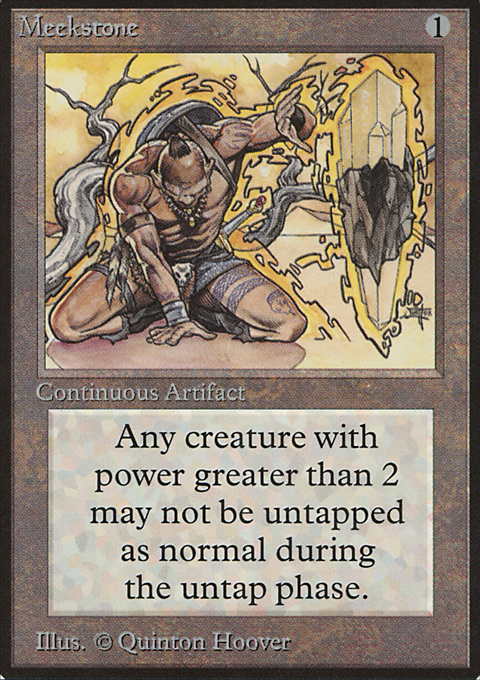 Meekstone 1
Continuous Artifact
Any creature with
power greater than 2
may not be untapped
as normal during
the untap phase.
Illus. © Quinton Hoover